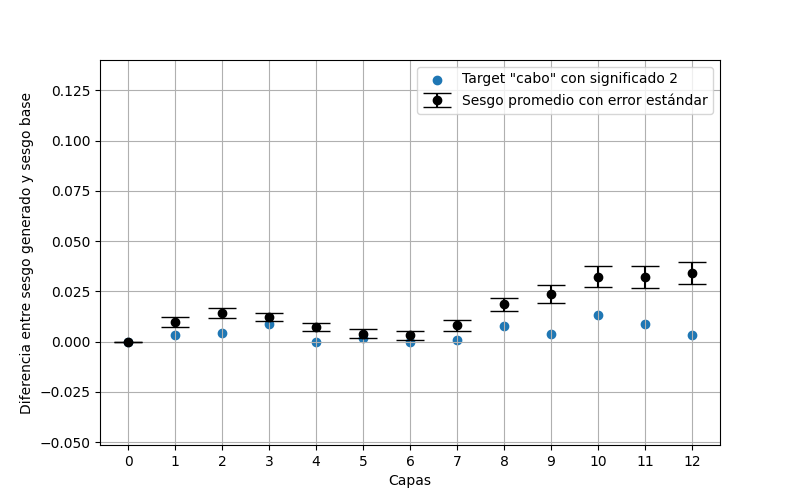 Target "cabo" con significado 2
Sesgo promedio con error estándar
Diferencia entre sesgo generado y sesgo base
0.125
0.100
0.075
0.050
0.025
0.000
−0.025
−0.050
0 1 2 3 4 5 6 7 8 9 10 11 12
Capas